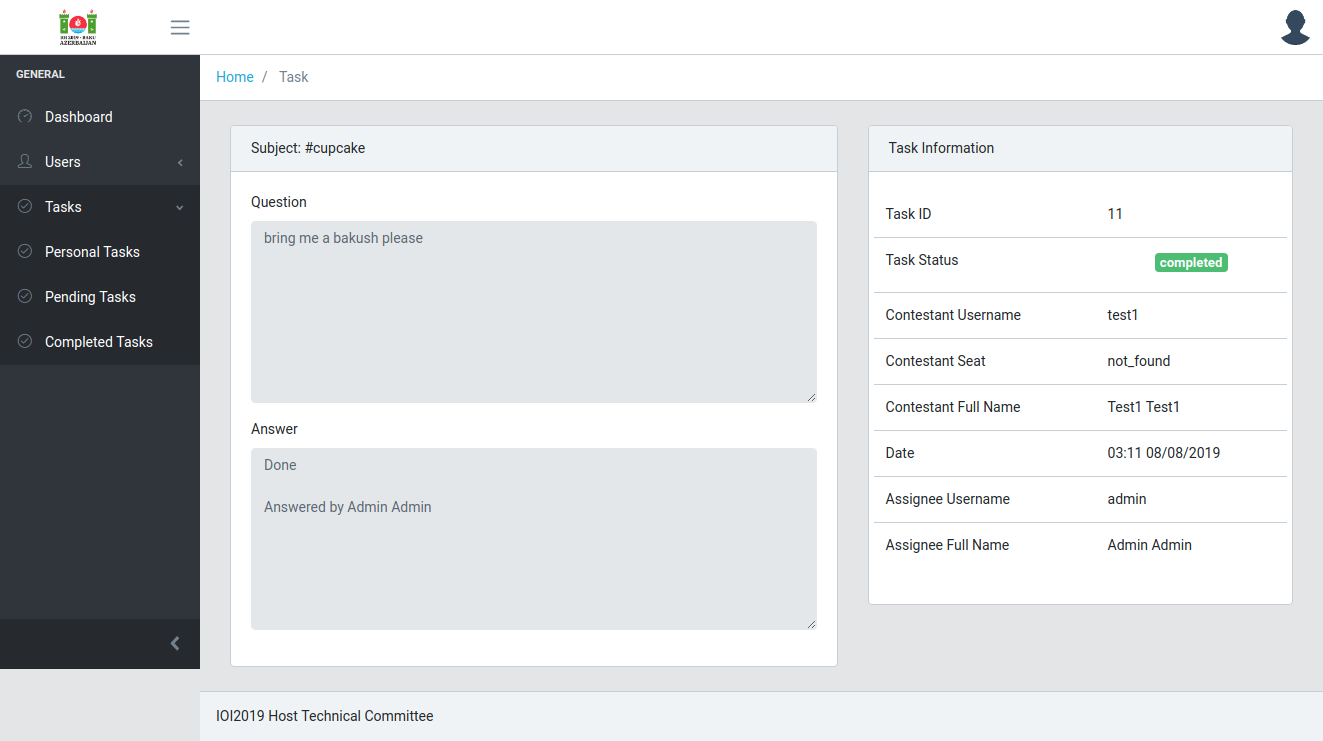 IOI 2019 - BAKU
AZERBAIJAN
GENERAL
Dashboard
Users
Tasks
Personal Tasks
Pending Tasks
Completed Tasks
Home / Task
Subject: #cupcake
Question
bring me a bakush please
Answer
Done
Answered by Admin Admin
Task Information
Task ID 11
Task Status completed
Contestant Username test1
Contestant Seat not_found
Contestant Full Name Test1 Test1
Date 03:11 08/08/2019
Assignee Username admin
Assignee Full Name Admin Admin
IOI2019 Host Technical Committee